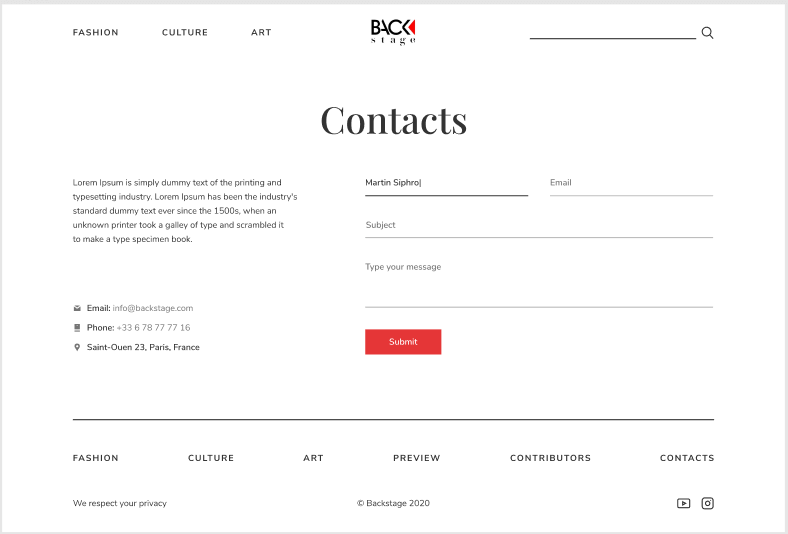 FASHION CULTURE ART
BACK
stage
Contacts
Lorem Ipsum is simply dummy text of the printing and
typesetting industry. Lorem Ipsum has been the industry's
standard dummy text ever since the 1500s, when an
unknown printer took a galley of type and scrambled it
to make a type specimen book.
Email: info@backstage.com
Phone: +33 6 78 77 77 16
Saint-Ouen 23, Paris, France
Martin Siphro
Email
Subject
Type your message
Submit
FASHION CULTURE ART PREVIEW CONTRIBUTORS CONTACTS
We respect your privacy © Backstage 2020